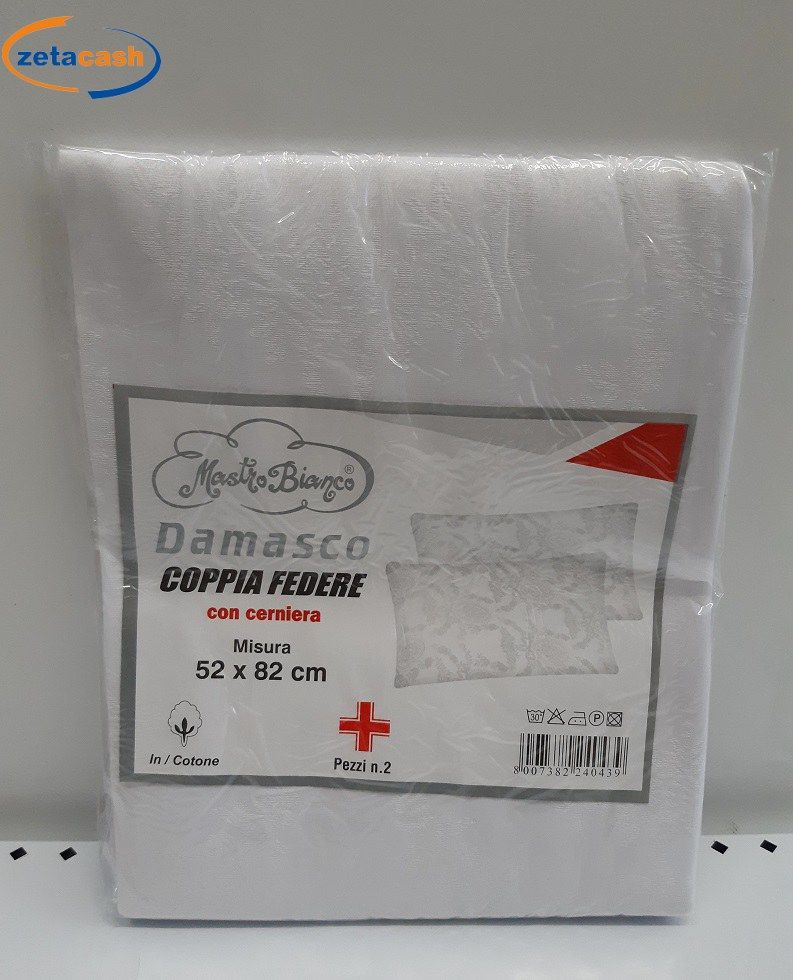 zetacash
Mastro Bianco®
Damasco
COPPIA FEDERE
con cerniera
Misura
52 x 82 cm
In / Cotone
Pezzi n.2
30°
P
8 007382 240439